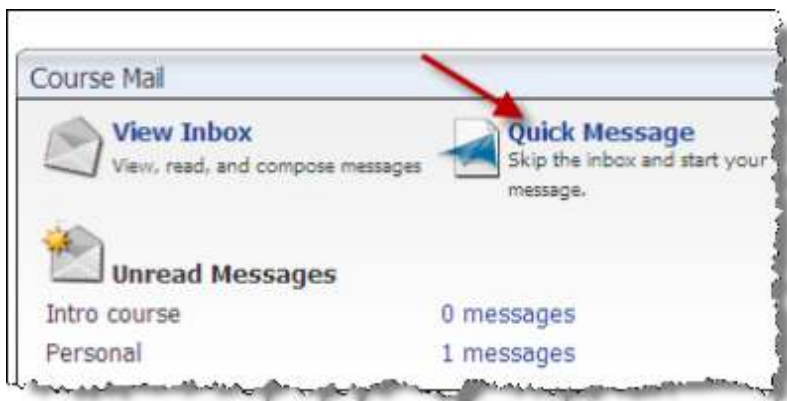 Course Mail
View Inbox
View, read, and compose messages
Quick Message
Skip the inbox and start your
message.
Unread Messages
Intro course 0 messages
Personal 1 messages